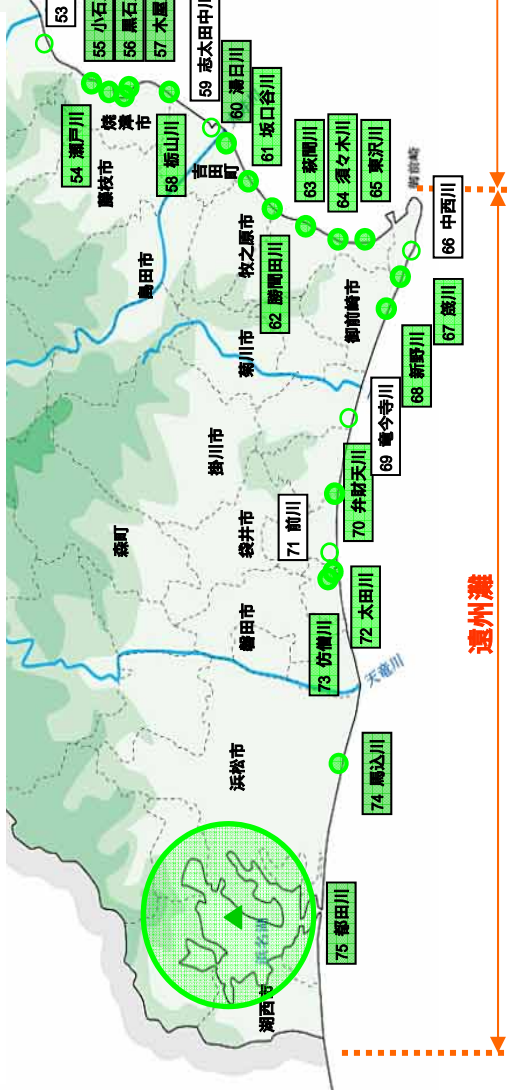 53
54 瀬戸川
55 小石
56 黒石
57 木屋
58 栃山川
59 志太田中川
60 湯日川
61 坂口谷川
62 勝間田川
63 萩間川
64 須々木川
65 東沢川
66 中西川
67 筬川
68 新野川
69 竜今寺川
70 弁財天川
71 前川
72 太田川
73 仿僧川
74 馬込川
75 都田川
焼津市
藤枝市
島田市
吉田町
牧之原市
御前崎市
菊川市
掛川市
森町
袋井市
磐田市
浜松市
湖西市
御前崎
天竜川
浜名湖
遠州灘